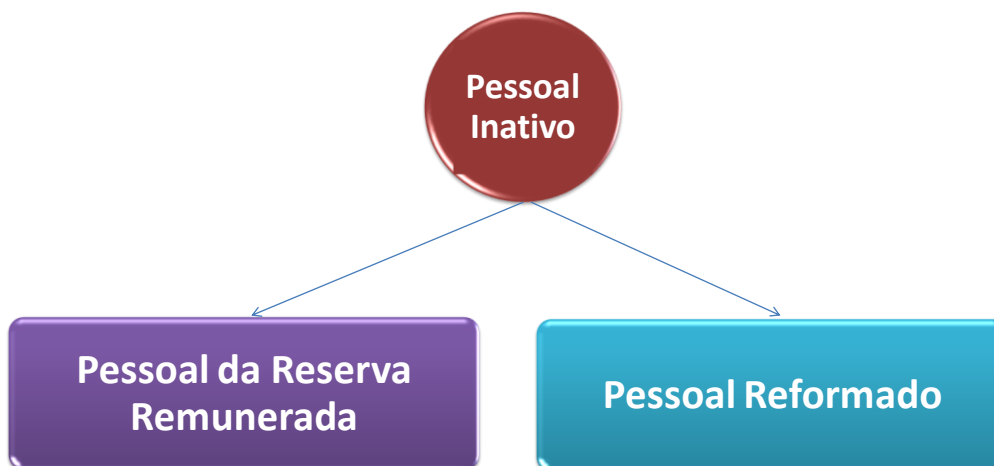 Pessoal
Inativo
Pessoal da Reserva
Remunerada
Pessoal Reformado